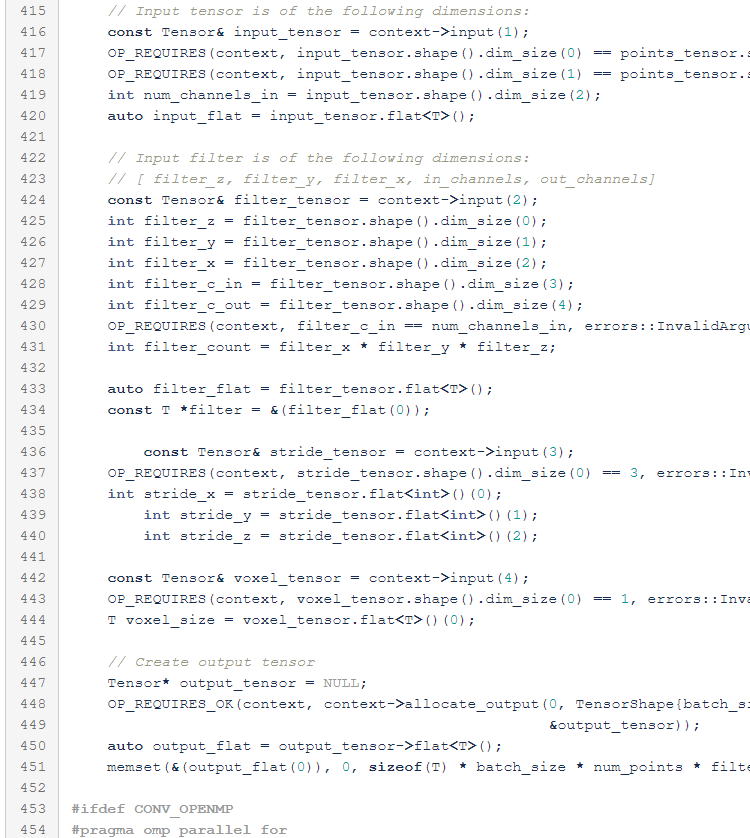 415 // Input tensor is of the following dimensions:
416 const Tensor& input_tensor = context->input(1);
417 OP_REQUIRES(context, input_tensor.shape().dim_size(0) == points_tensor.s
418 OP_REQUIRES(context, input_tensor.shape().dim_size(1) == points_tensor.s
419 int num_channels_in = input_tensor.shape().dim_size(2);
420 auto input_flat = input_tensor.flat<T>();
421
422 // Input filter is of the following dimensions:
423 // [ filter_z, filter_y, filter_x, in_channels, out_channels]
424 const Tensor& filter_tensor = context->input(2);
425 int filter_z = filter_tensor.shape().dim_size(0);
426 int filter_y = filter_tensor.shape().dim_size(1);
427 int filter_x = filter_tensor.shape().dim_size(2);
428 int filter_c_in = filter_tensor.shape().dim_size(3);
429 int filter_c_out = filter_tensor.shape().dim_size(4);
430 OP_REQUIRES(context, filter_c_in == num_channels_in, errors::InvalidArgu
431 int filter_count = filter_x * filter_y * filter_z;
432
433 auto filter_flat = filter_tensor.flat<T>();
434 const T *filter = &(filter_flat(0));
435
436 const Tensor& stride_tensor = context->input(3);
437 OP_REQUIRES(context, stride_tensor.shape().dim_size(0) == 3, errors::Inv
438 int stride_x = stride_tensor.flat<int>()(0);
439 int stride_y = stride_tensor.flat<int>()(1);
440 int stride_z = stride_tensor.flat<int>()(2);
441
442 const Tensor& voxel_tensor = context->input(4);
443 OP_REQUIRES(context, voxel_tensor.shape().dim_size(0) == 1, errors::Inva
444 T voxel_size = voxel_tensor.flat<T>()(0);
445
446 // Create output tensor
447 Tensor* output_tensor = NULL;
448 OP_REQUIRES_OK(context, context->allocate_output(0, TensorShape{batch_si
449 &output_tensor));
450 auto output_flat = output_tensor->flat<T>();
451 memset(&(output_flat(0)), 0, sizeof(T) * batch_size * num_points * filte
452
453 #ifdef CONV_OPENMP
454 #pragma omp parallel for